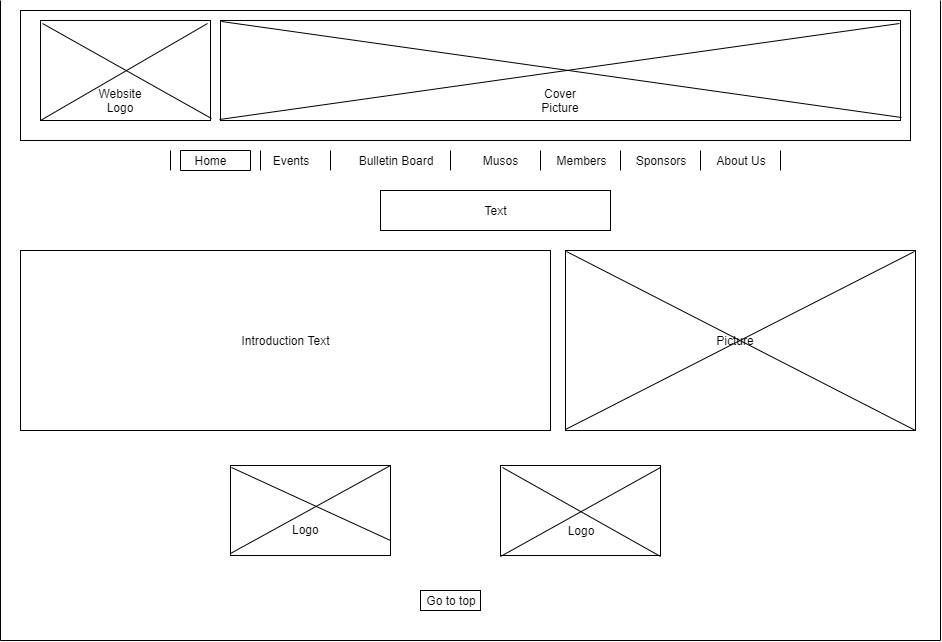 Website
Logo
Cover
Picture
Home Events Bulletin Board Musos Members Sponsors About Us
Text
Introduction Text
Picture
Logo
Logo
Go to top